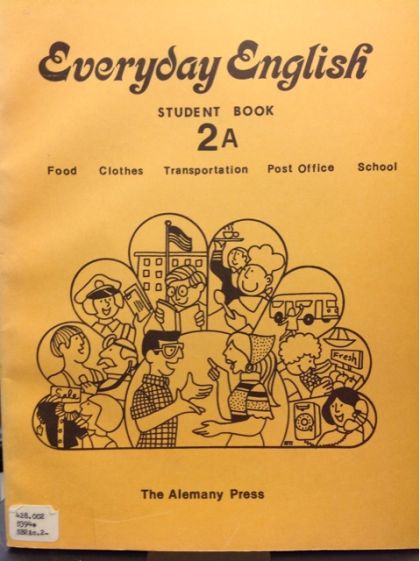 Everyday English
STUDENT BOOK
2A
Food Clothes Transportation Post Office School
Fresh
Sale
The Alemany Press
428.002